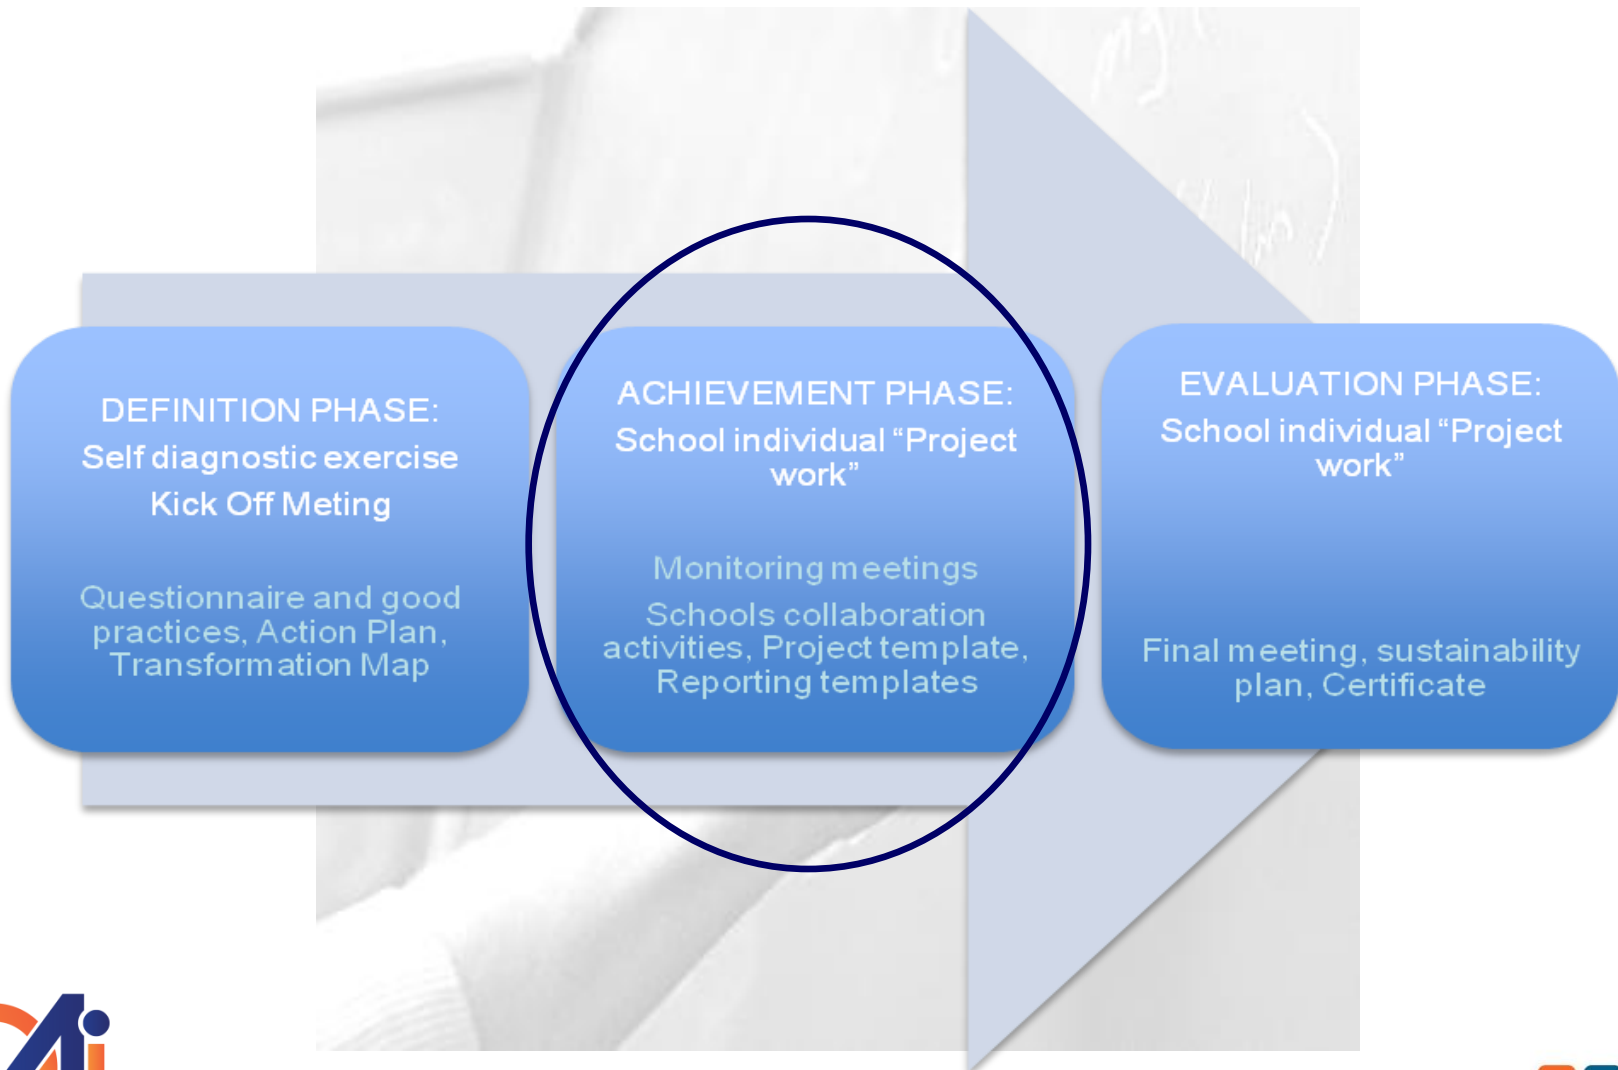 DEFINITION PHASE:
Self diagnostic exercise
Kick Off Meting
Questionnaire and good
practices, Action Plan,
Transformation Map
ACHIEVEMENT PHASE:
School individual “Project
work”
Monitoring meetings
Schools collaboration
activities, Project template,
Reporting templates
EVALUATION PHASE:
School individual “Project
work”
Final meeting, sustainability
plan, Certificate